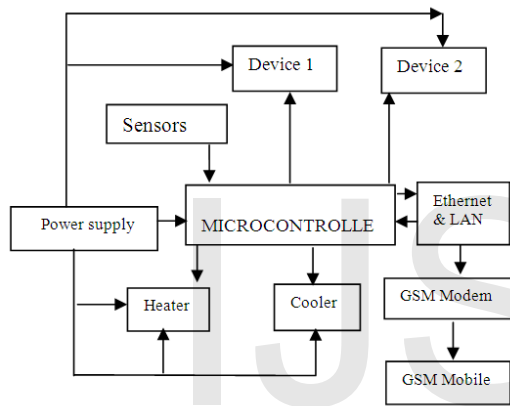 Device 1
Device 2
Sensors
Ethernet
& LAN
Power supply
MICROCONTROLLE
Heater
Cooler
GSM Modem
GSM Mobile
IJS